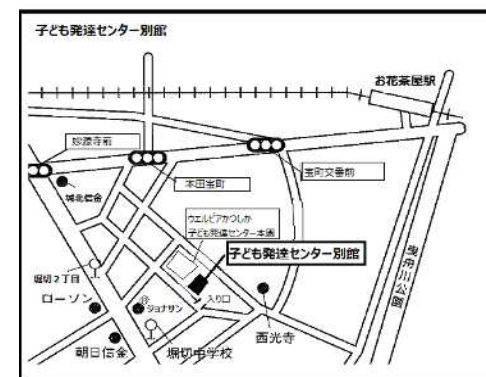 子ども発達センター別館
お花茶屋駅
妙源寺前
宝町交番前
本田宝町
城北信金
ウエルピアかつしか
子ども発達センター本園
子ども発達センター別館
曳舟川公園
堀切2丁目
入り口
ローソン
ジョナサン
西光寺
朝日信金
堀切中学校